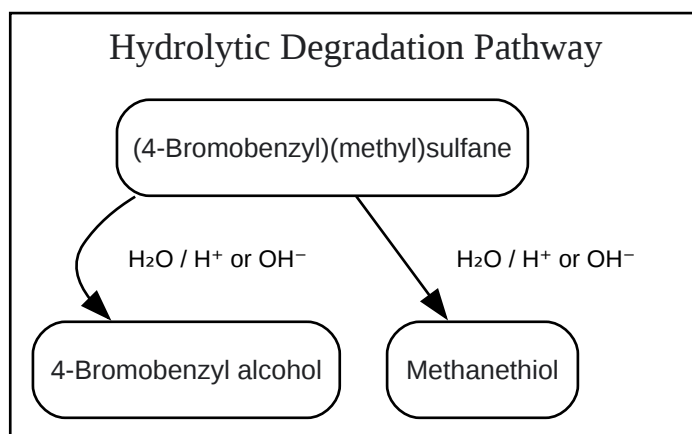 Hydrolytic Degradation Pathway
(4-Bromobenzyl)(methyl)sulfane
H₂O / H⁺ or OH⁻
H₂O / H⁺ or OH⁻
4-Bromobenzyl alcohol
Methanethiol